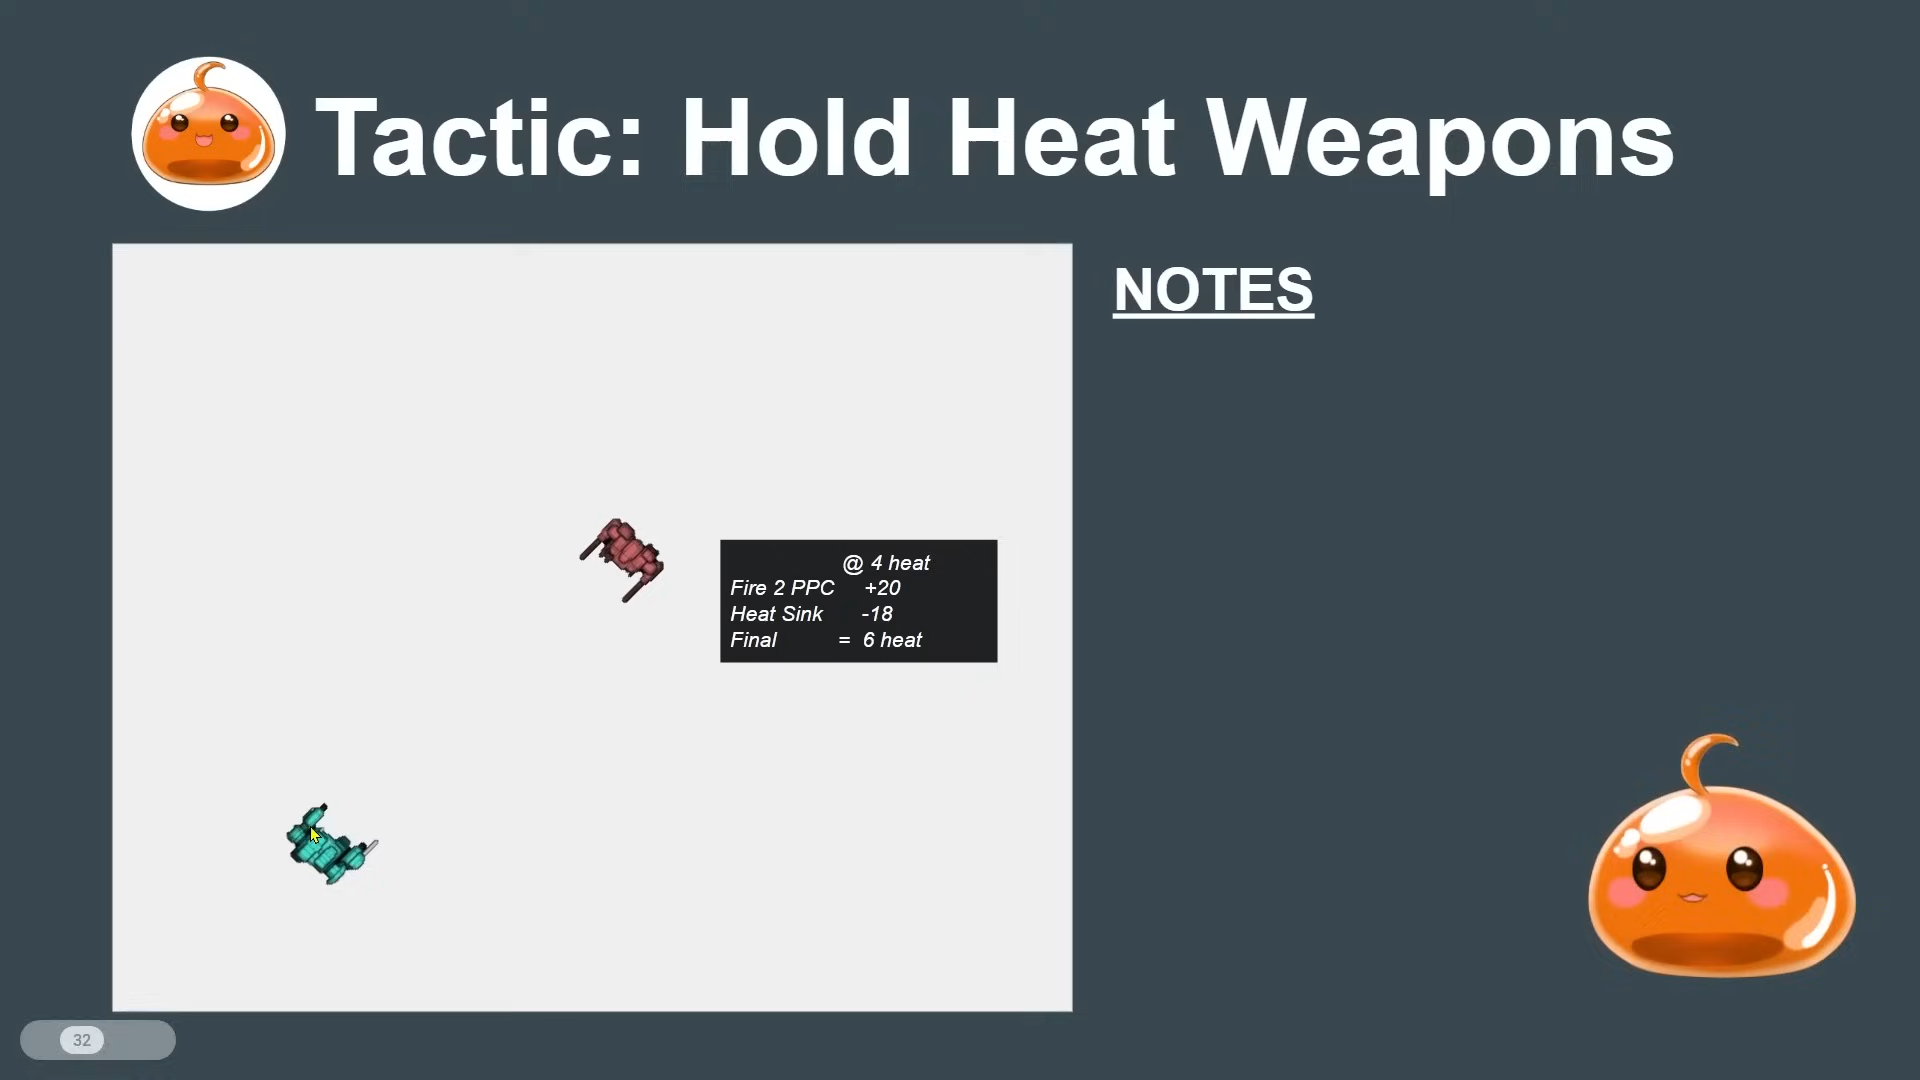 Tactic: Hold Heat Weapons
NOTES
@ 4 heat
Fire 2 PPC +20
Heat Sink -18
Final = 6 heat
32